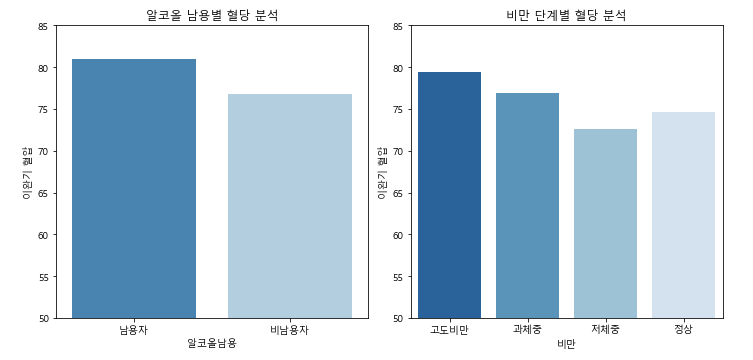 알코올 남용별 혈당 분석
85
80
75
70
65
60
55
50
이완기 혈압
남용자
비남용자
알코올남용
비만 단계별 혈당 분석
85
80
75
70
65
60
55
50
이완기 혈압
고도비만
과체중
저체중
정상
비만